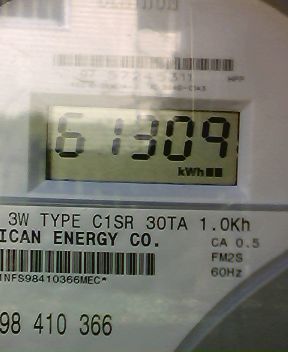 61309
kWh
3W TYPE C1SR 30TA 1.0Kh
ICAN ENERGY CO.
CA 0.5
FM2S
60Hz
1NFS98410366MEC*
98 410 366